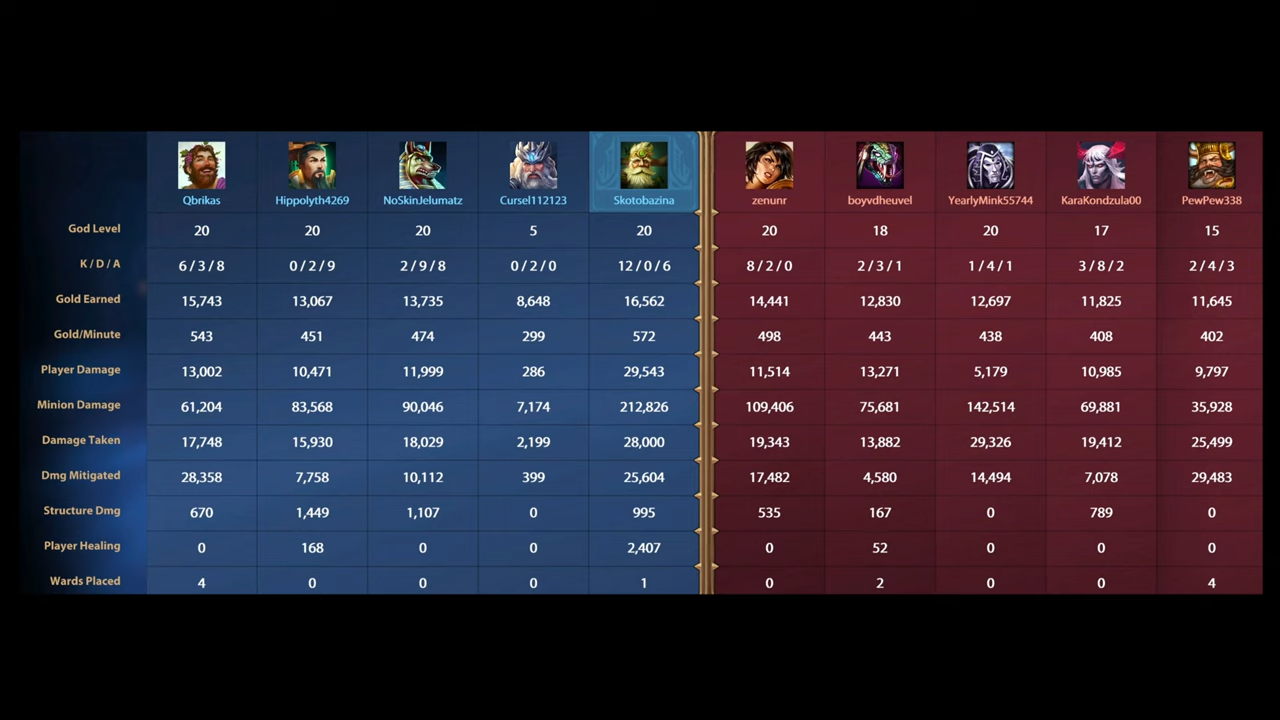 Qbrikas Hippolyth4269 NoSkinJelumatz Cursel112123 Skotobazina zenunr boyvdheuvel YearlyMink55744 KaraKondzula00 PewPew338
God Level 20 20 20 5 20 20 18 20 17 15
K / D / A 6 / 3 / 8 0 / 2 / 9 2 / 9 / 8 0 / 2 / 0 12 / 0 / 6 8 / 2 / 0 2 / 3 / 1 1 / 4 / 1 3 / 8 / 2 2 / 4 / 3
Gold Earned 15,743 13,067 13,735 8,648 16,562 14,441 12,830 12,697 11,825 11,645
Gold/Minute 543 451 474 299 572 498 443 438 408 402
Player Damage 13,002 10,471 11,999 286 29,543 11,514 13,271 5,179 10,985 9,797
Minion Damage 61,204 83,568 90,046 7,174 212,826 109,406 75,681 142,514 69,881 35,928
Damage Taken 17,748 15,930 18,029 2,199 28,000 19,343 13,882 29,326 19,412 25,499
Dmg Mitigated 28,358 7,758 10,112 399 25,604 17,482 4,580 14,494 7,078 29,483
Structure Dmg 670 1,449 1,107 0 995 535 167 0 789 0
Player Healing 0 168 0 0 2,407 0 52 0 0 0
Wards Placed 4 0 0 0 1 0 2 0 0 4